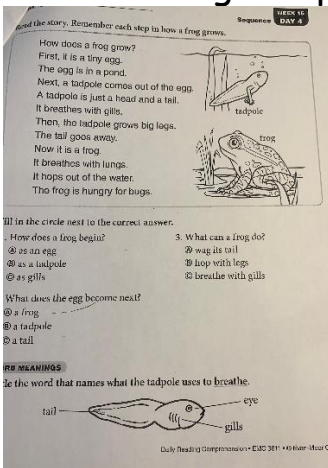 WEEK 16
Sequence DAY 4
Read the story. Remember each step in how a frog grows.
How does a frog grow?
First, it is a tiny egg.
The egg is in a pond.
Next, a tadpole comes out of the egg.
A tadpole is just a head and a tail.
It breathes with gills.
Then, the tadpole grows big legs.
The tail goes away.
Now it is a frog.
It breathes with lungs.
It hops out of the water.
The frog is hungry for bugs.
tadpole
frog
ill in the circle next to the correct answer.
. How does a frog begin?
Ⓐ as an egg
Ⓑ as a tadpole
Ⓒ as gills
What does the egg become next?
Ⓐ a frog
Ⓑ a tadpole
Ⓒ a tail
3. What can a frog do?
Ⓐ wag its tail
Ⓑ hop with legs
Ⓒ breathe with gills
ORD MEANINGS
cle the word that names what the tadpole uses to breathe.
tail
eye
gills
Daily Reading Comprehension • EMC 3611 •